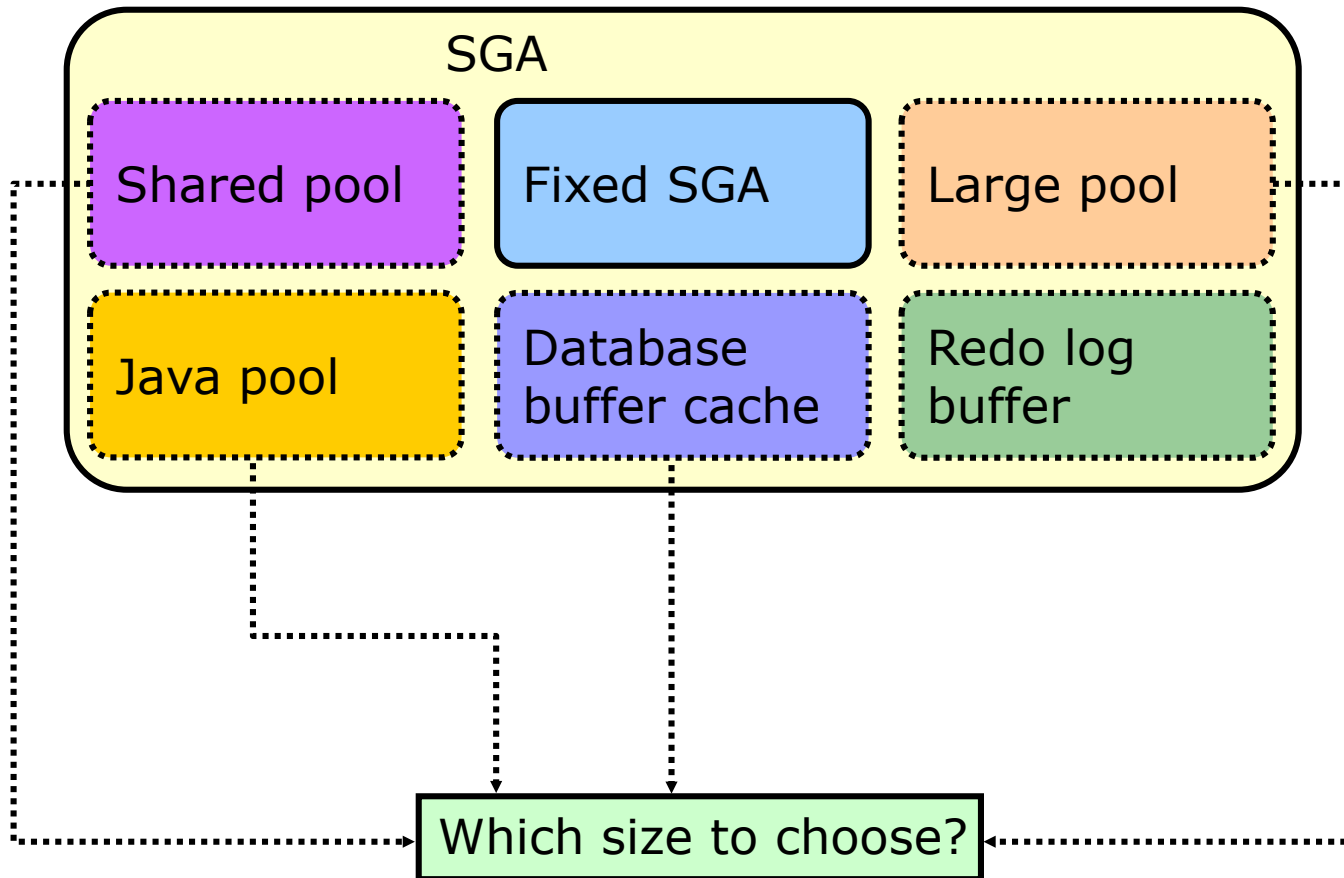 SGA
Shared pool
Fixed SGA
Large pool
Java pool
Database
buffer cache
Redo log
buffer
Which size to choose?